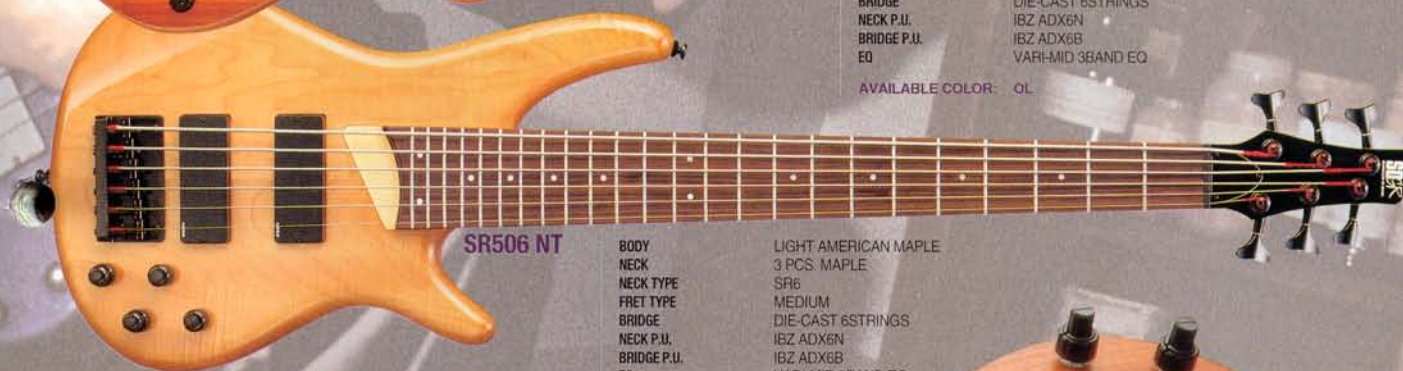 BRIDGE DIE-CAST 6STRINGS
NECK P.U. IBZ ADX6N
BRIDGE P.U. IBZ ADX6B
EQ VARI-MID 3BAND EQ
AVAILABLE COLOR: OL
SR506 NT
BODY LIGHT AMERICAN MAPLE
NECK 3 PCS. MAPLE
NECK TYPE SR6
FRET TYPE MEDIUM
BRIDGE DIE-CAST 6STRINGS
NECK P.U. IBZ ADX6N
BRIDGE P.U. IBZ ADX6B